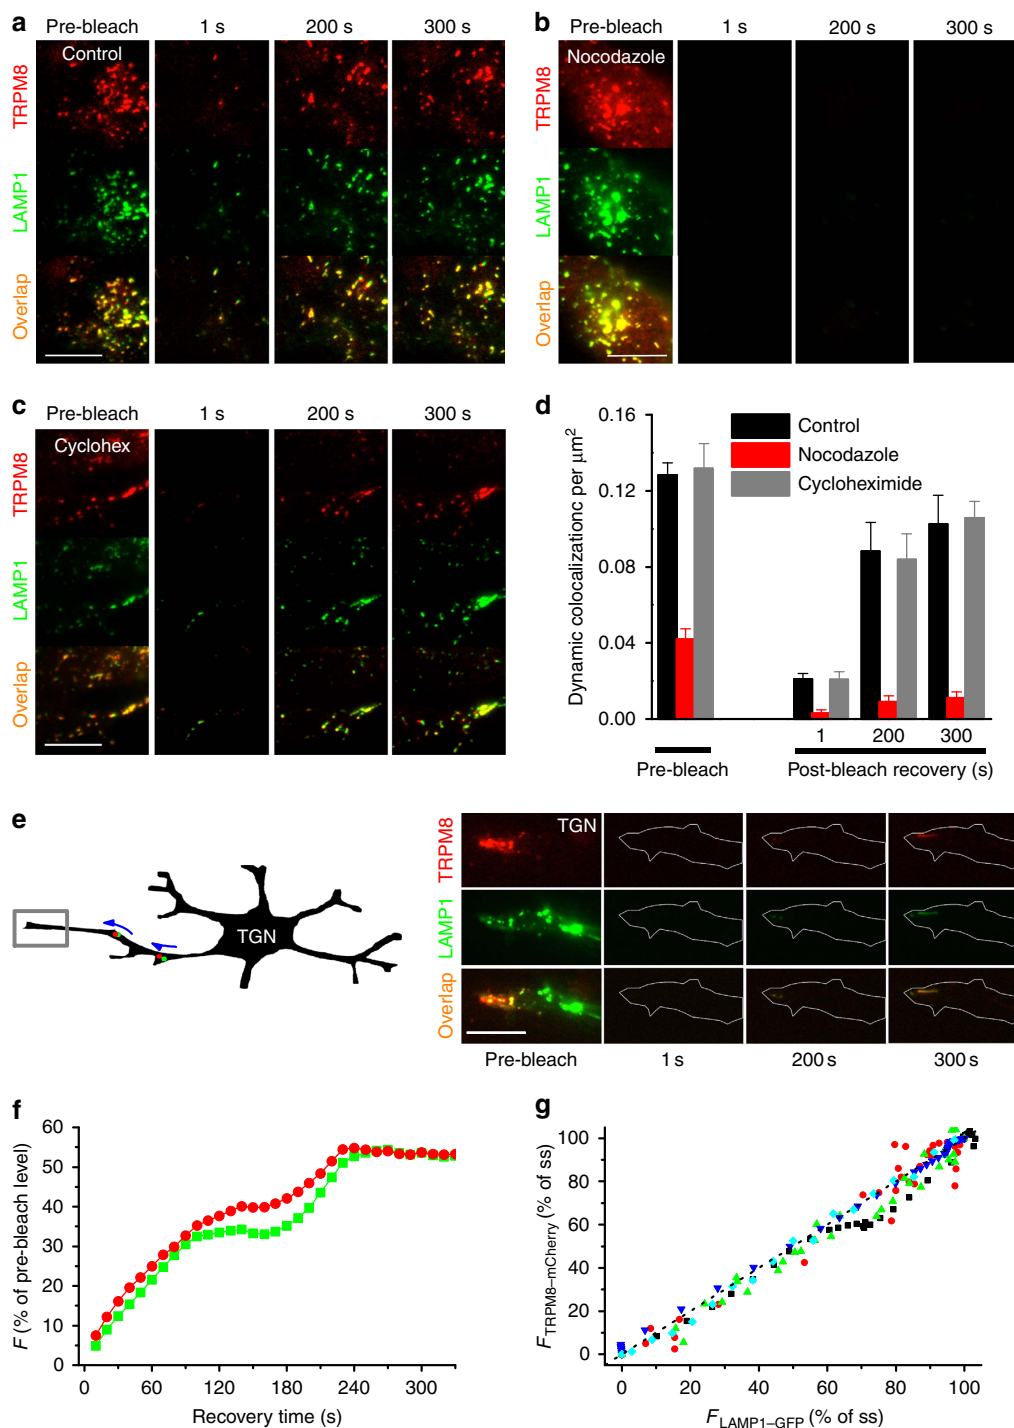 a
Pre-bleach 1 s 200 s 300 s
Control
TRPM8
LAMP1
Overlap
b
Pre-bleach 1 s 200 s 300 s
Nocodazole
TRPM8
LAMP1
Overlap
c
Pre-bleach 1 s 200 s 300 s
Cyclohex
TRPM8
LAMP1
Overlap
d
Dynamic colocalizationc per μm²
0.16
0.12
0.08
0.04
0.00
Control
Nocodazole
Cycloheximide
1 200 300
Pre-bleach Post-bleach recovery (s)
e
TGN
TRPM8
LAMP1
Overlap
TGN
Pre-bleach 1 s 200 s 300 s
f
F (% of pre-bleach level)
60
50
40
30
20
10
0
0 60 120 180 240 300
Recovery time (s)
g
F TRPM8–mCherry (% of ss)
100
80
60
40
20
0
0 20 40 60 80 100
F LAMP1–GFP (% of ss)